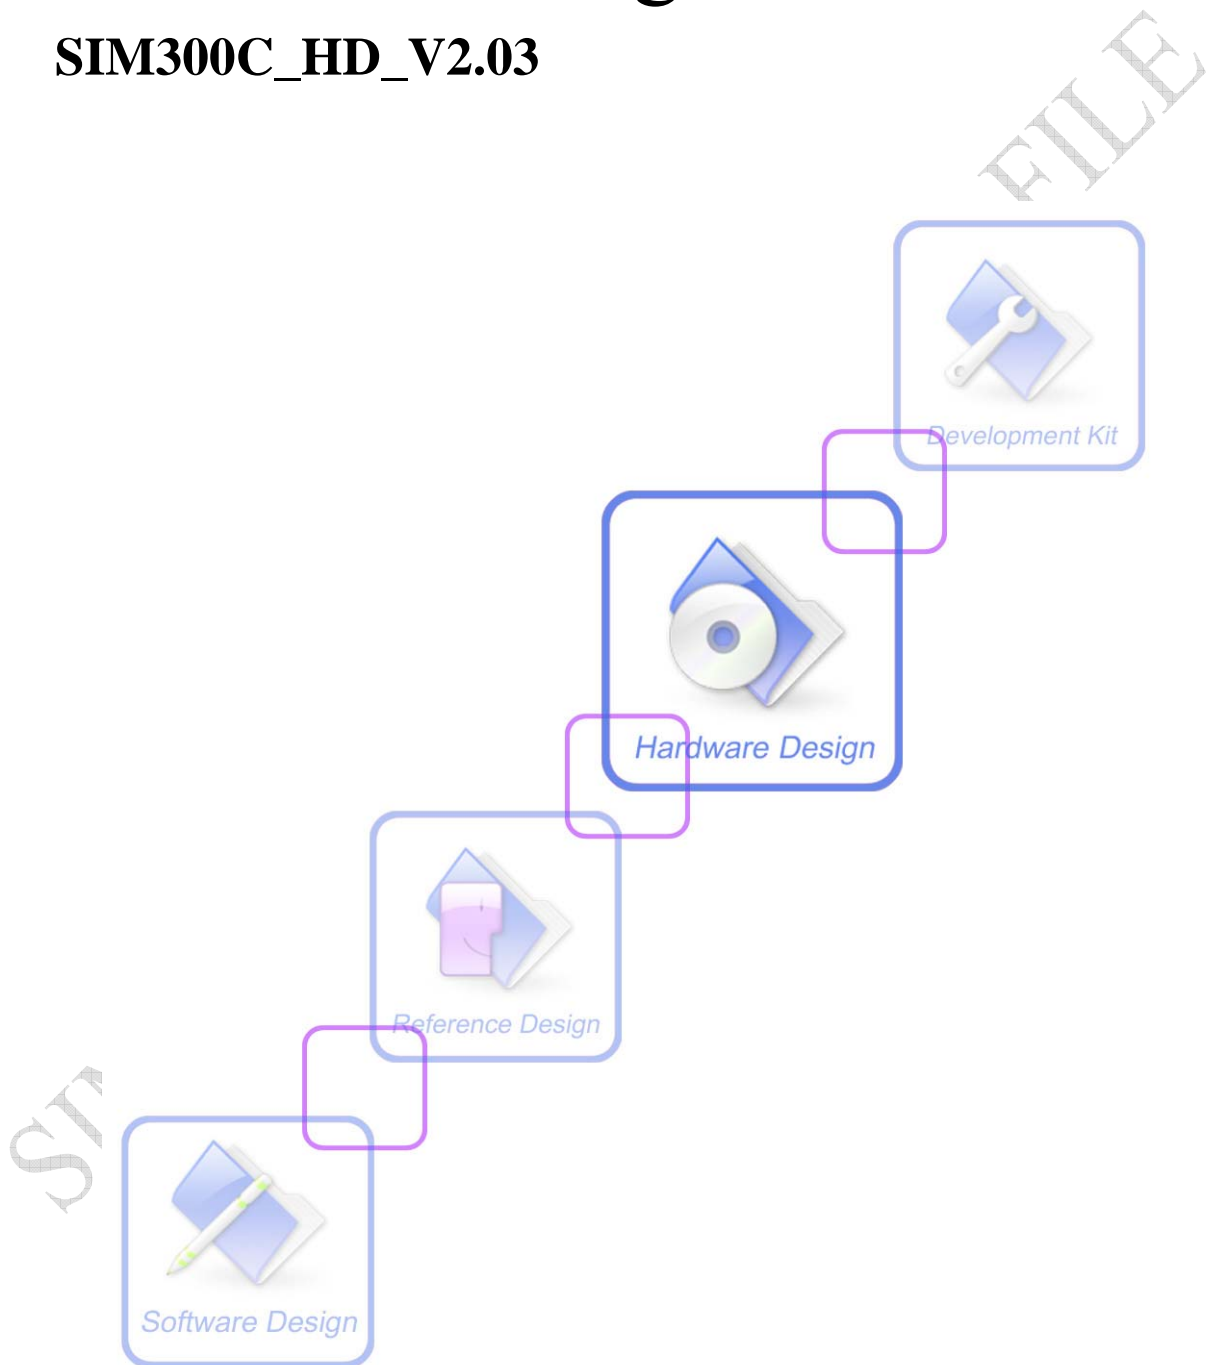 SIM300C_HD_V2.03
FILE
Development Kit
Hardware Design
Reference Design
Software Design